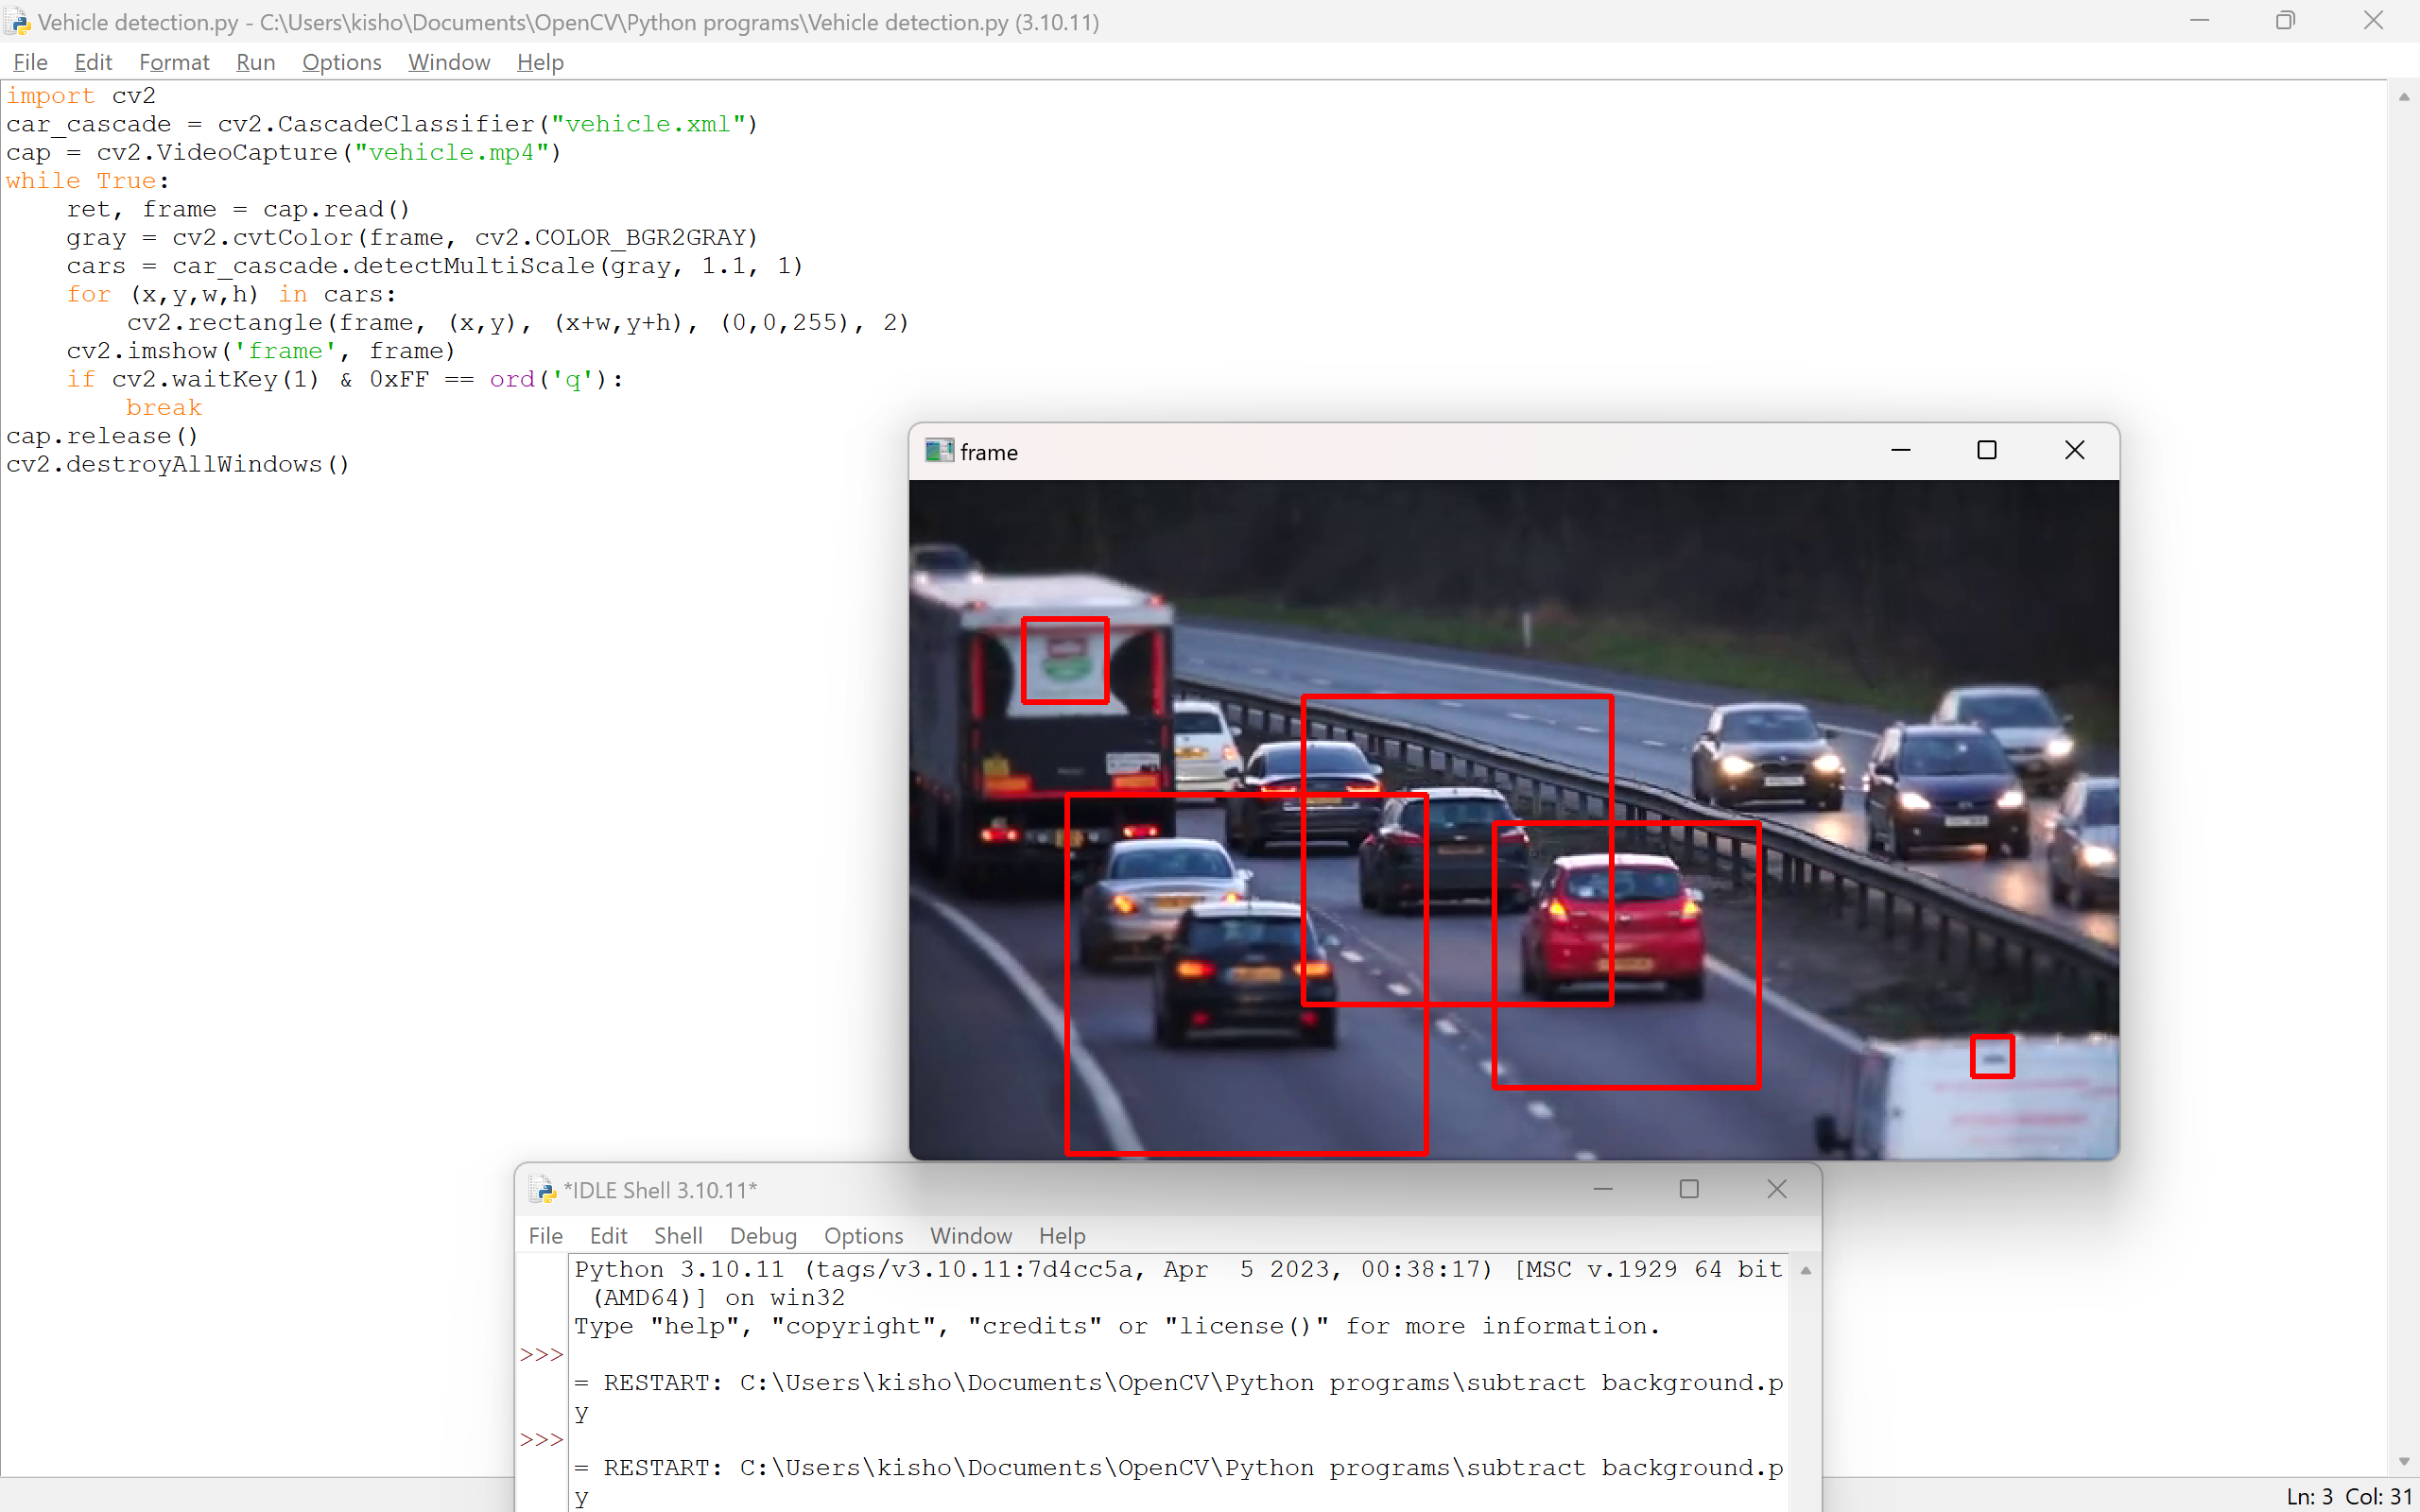 Vehicle detection.py - C:\Users\kisho\Documents\OpenCV\Python programs\Vehicle detection.py (3.10.11)
File Edit Format Run Options Window Help
import cv2
car_cascade = cv2.CascadeClassifier("vehicle.xml")
cap = cv2.VideoCapture("vehicle.mp4")
while True:
    ret, frame = cap.read()
    gray = cv2.cvtColor(frame, cv2.COLOR_BGR2GRAY)
    cars = car_cascade.detectMultiScale(gray, 1.1, 1)
    for (x,y,w,h) in cars:
        cv2.rectangle(frame, (x,y), (x+w,y+h), (0,0,255), 2)
    cv2.imshow('frame', frame)
    if cv2.waitKey(1) & 0xFF == ord('q'):
        break
cap.release()
cv2.destroyAllWindows()
frame
*IDLE Shell 3.10.11*
File Edit Shell Debug Options Window Help
Python 3.10.11 (tags/v3.10.11:7d4cc5a, Apr  5 2023, 00:38:17) [MSC v.1929 64 bit
 (AMD64)] on win32
Type "help", "copyright", "credits" or "license()" for more information.
>>>
= RESTART: C:\Users\kisho\Documents\OpenCV\Python programs\subtract background.p
y
>>>
= RESTART: C:\Users\kisho\Documents\OpenCV\Python programs\subtract background.p
y
Ln: 3 Col: 31